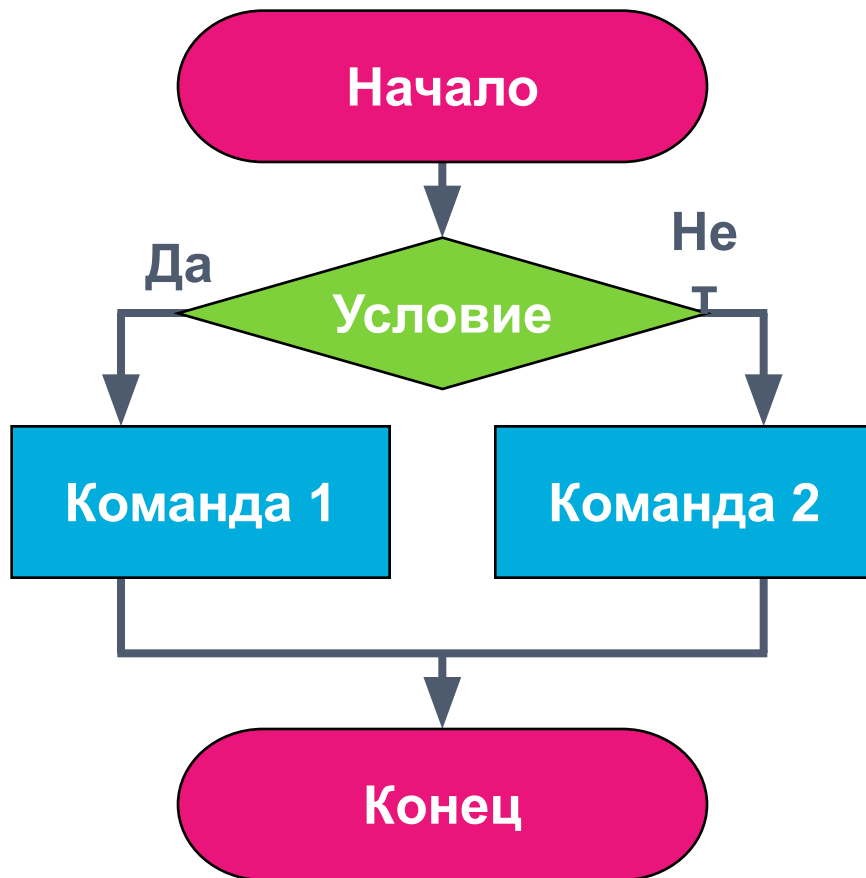 Начало
Да
Не
т
Условие
Команда 1
Команда 2
Конец